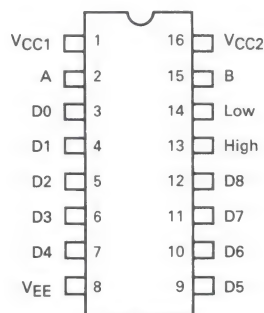 VCC1 1 16 VCC2
A 2 15 B
D0 3 14 Low
D1 4 13 High
D2 5 12 D8
D3 6 11 D7
D4 7 10 D6
VEE 8 9 D5